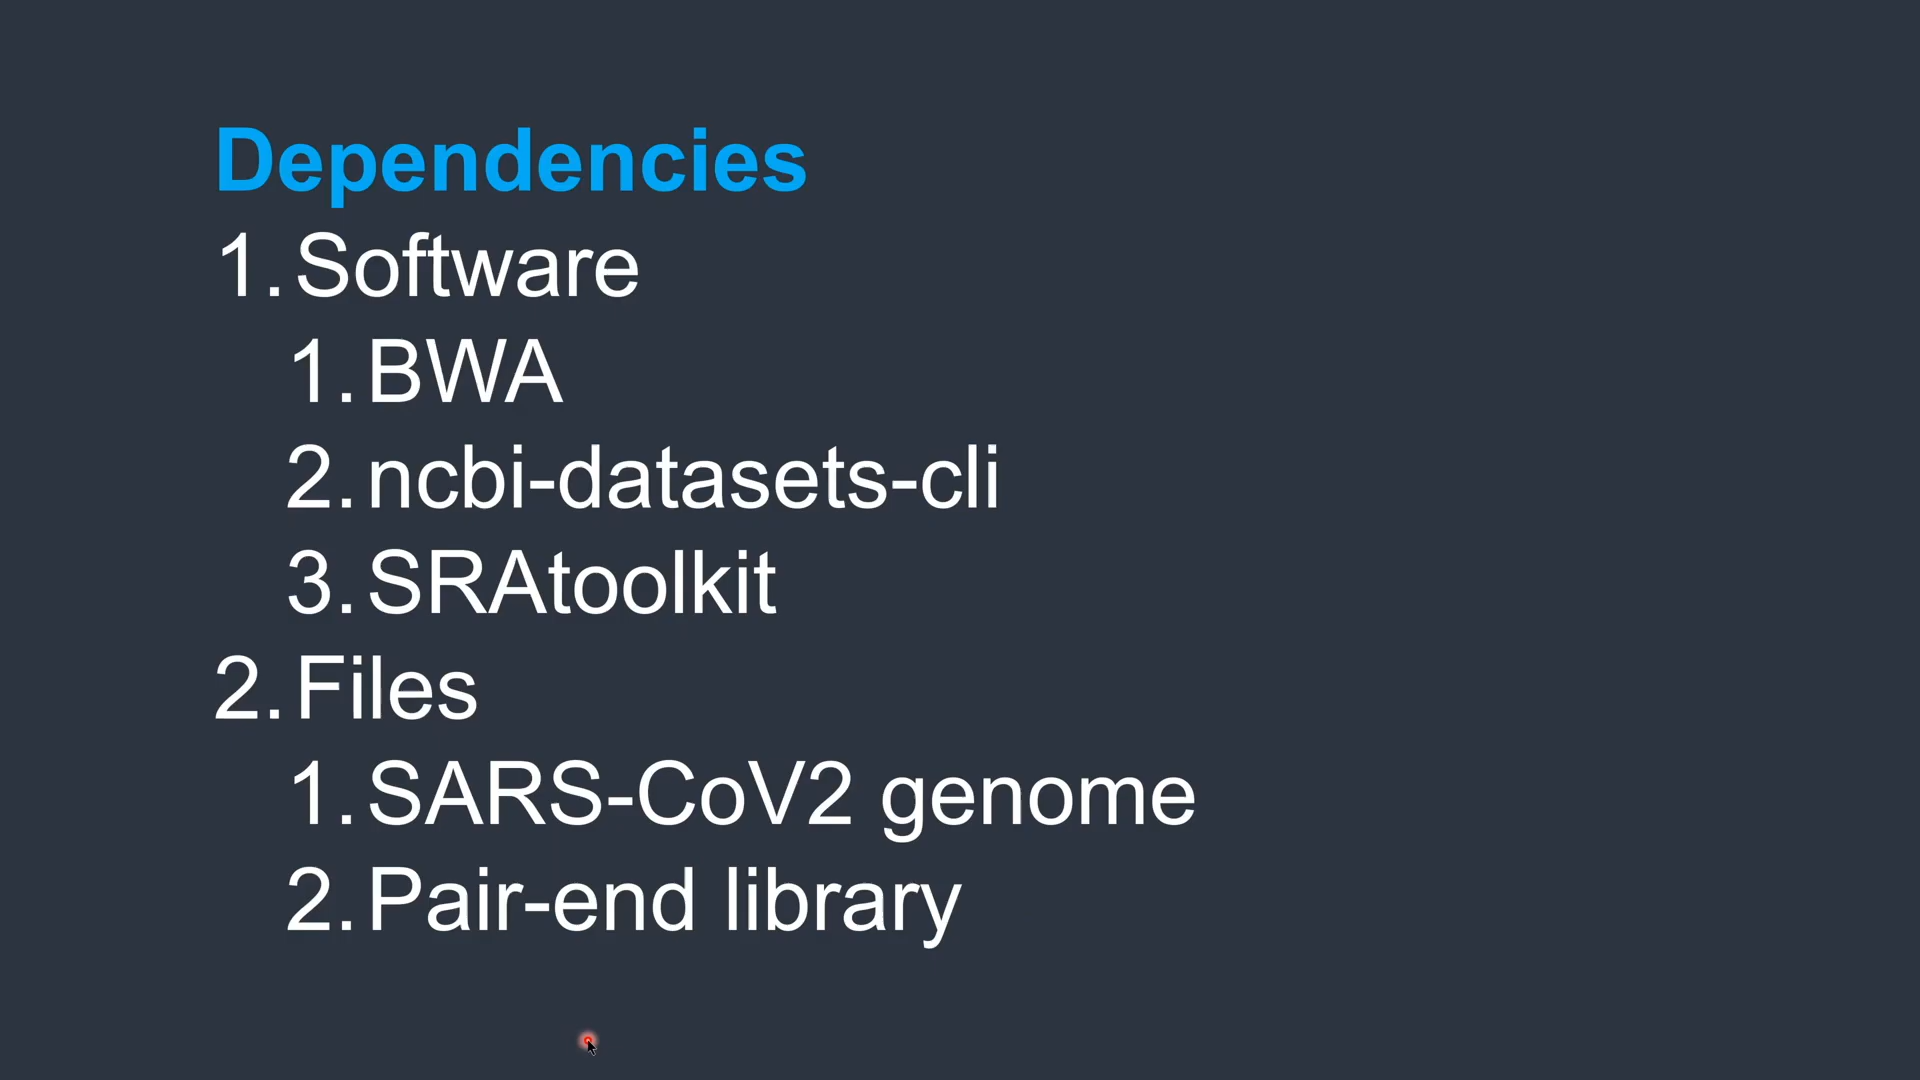 Dependencies
1. Software
1. BWA
2. ncbi-datasets-cli
3. SRAtoolkit
2. Files
1. SARS-CoV2 genome
2. Pair-end library